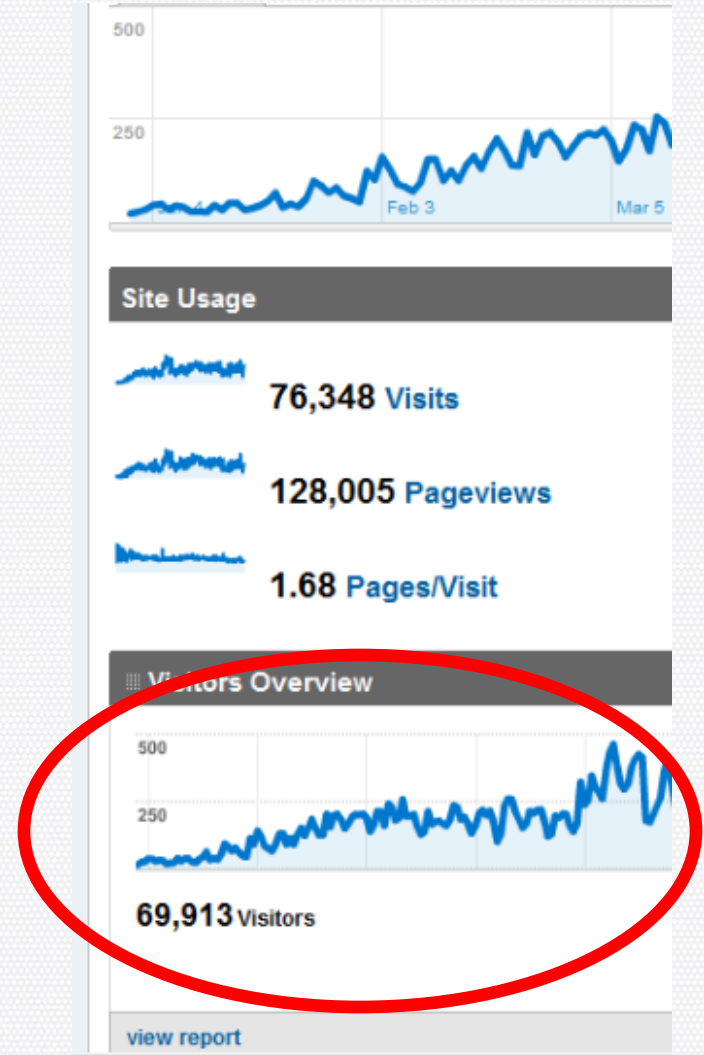 500
250
Feb 3
Mar 5
Site Usage
76,348 Visits
128,005 Pageviews
1.68 Pages/Visit
Visitors Overview
500
250
69,913 Visitors
view report